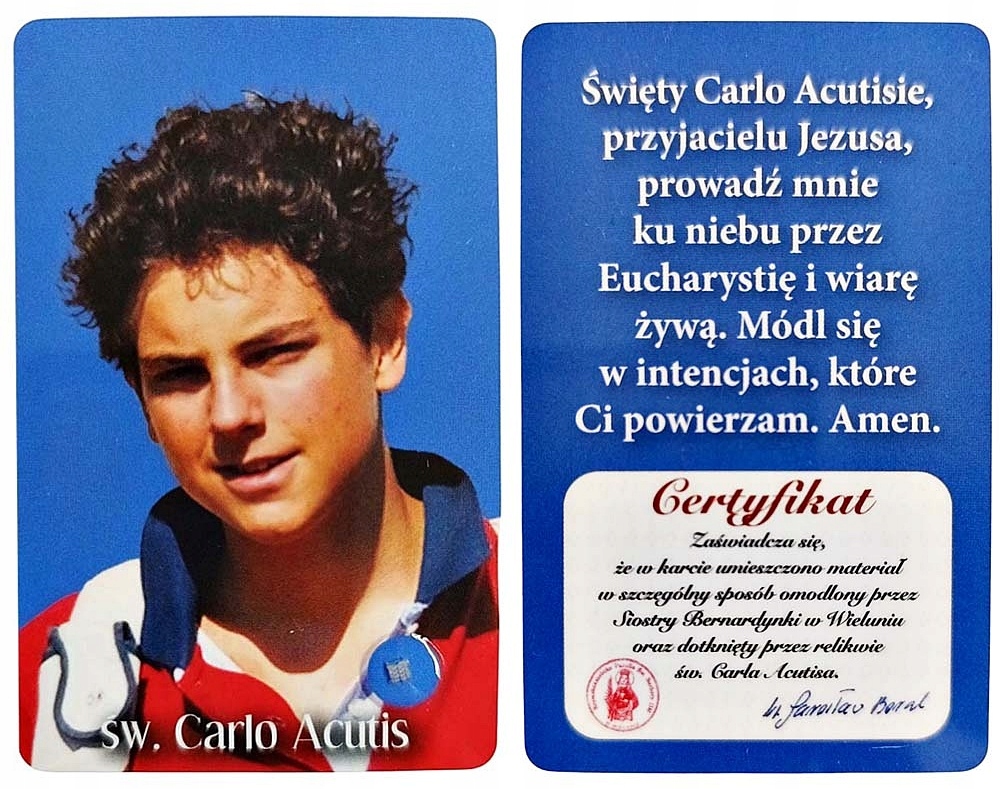 św. Carlo Acutis
Święty Carlo Acutisie,
przyjacielu Jezusa,
prowadź mnie
ku niebu przez
Eucharystię i wiarę
żywą. Módl się
w intencjach, które
Ci powierzam. Amen.
Certyfikat
Zaświadcza się,
że w karcie umieszczono materiał
w szczególny sposób omodlony przez
Siostry Bernardynki w Wieluniu
oraz dotknięty przez relikwie
św. Carla Acutisa.